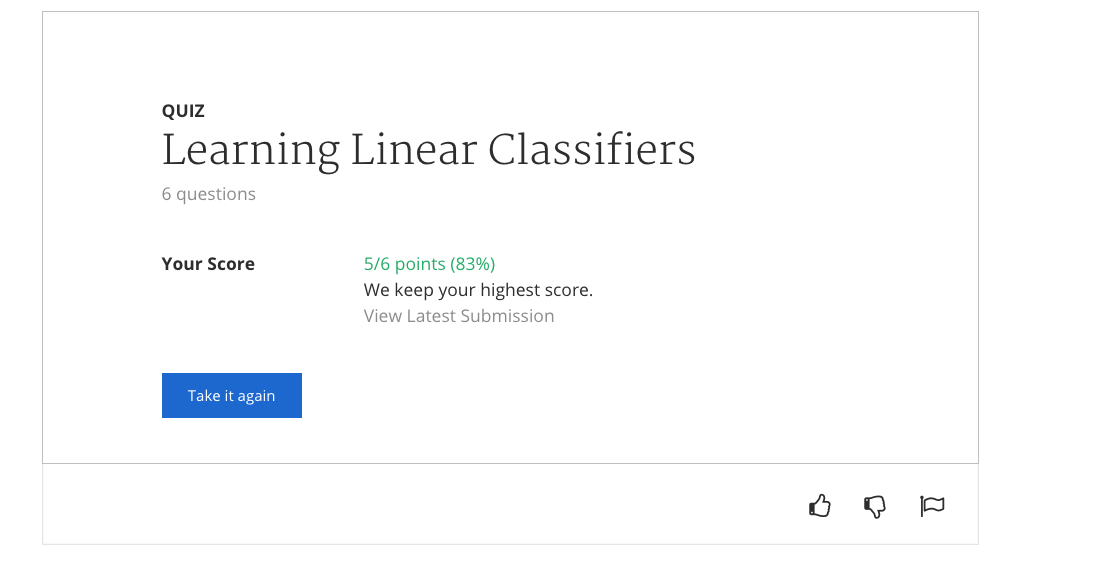 QUIZ
Learning Linear Classifiers
6 questions
Your Score
5/6 points (83%)
We keep your highest score.
View Latest Submission
Take it again